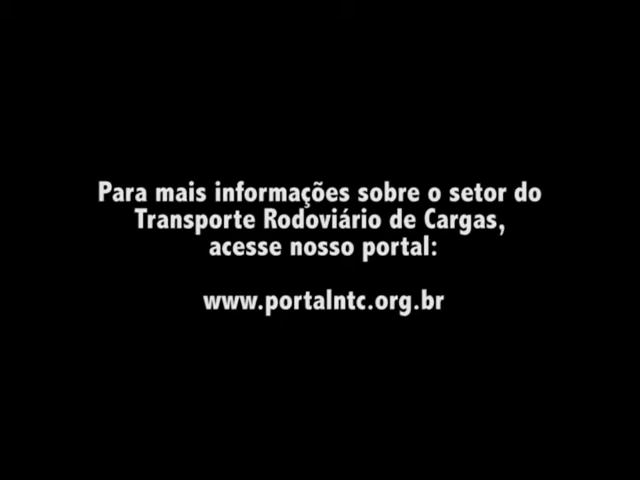 Para mais informações sobre o setor do
Transporte Rodoviário de Cargas,
acesse nosso portal:
www.portalntc.org.br